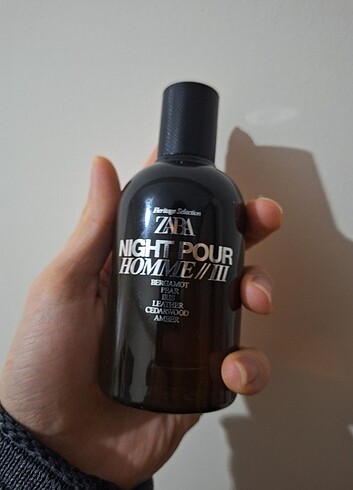 Heritage Selection
ZARA
NIGHT POUR
HOMME // III
BERGAMOT
PEAR
IRIS
LEATHER
CEDARWOOD
AMBER